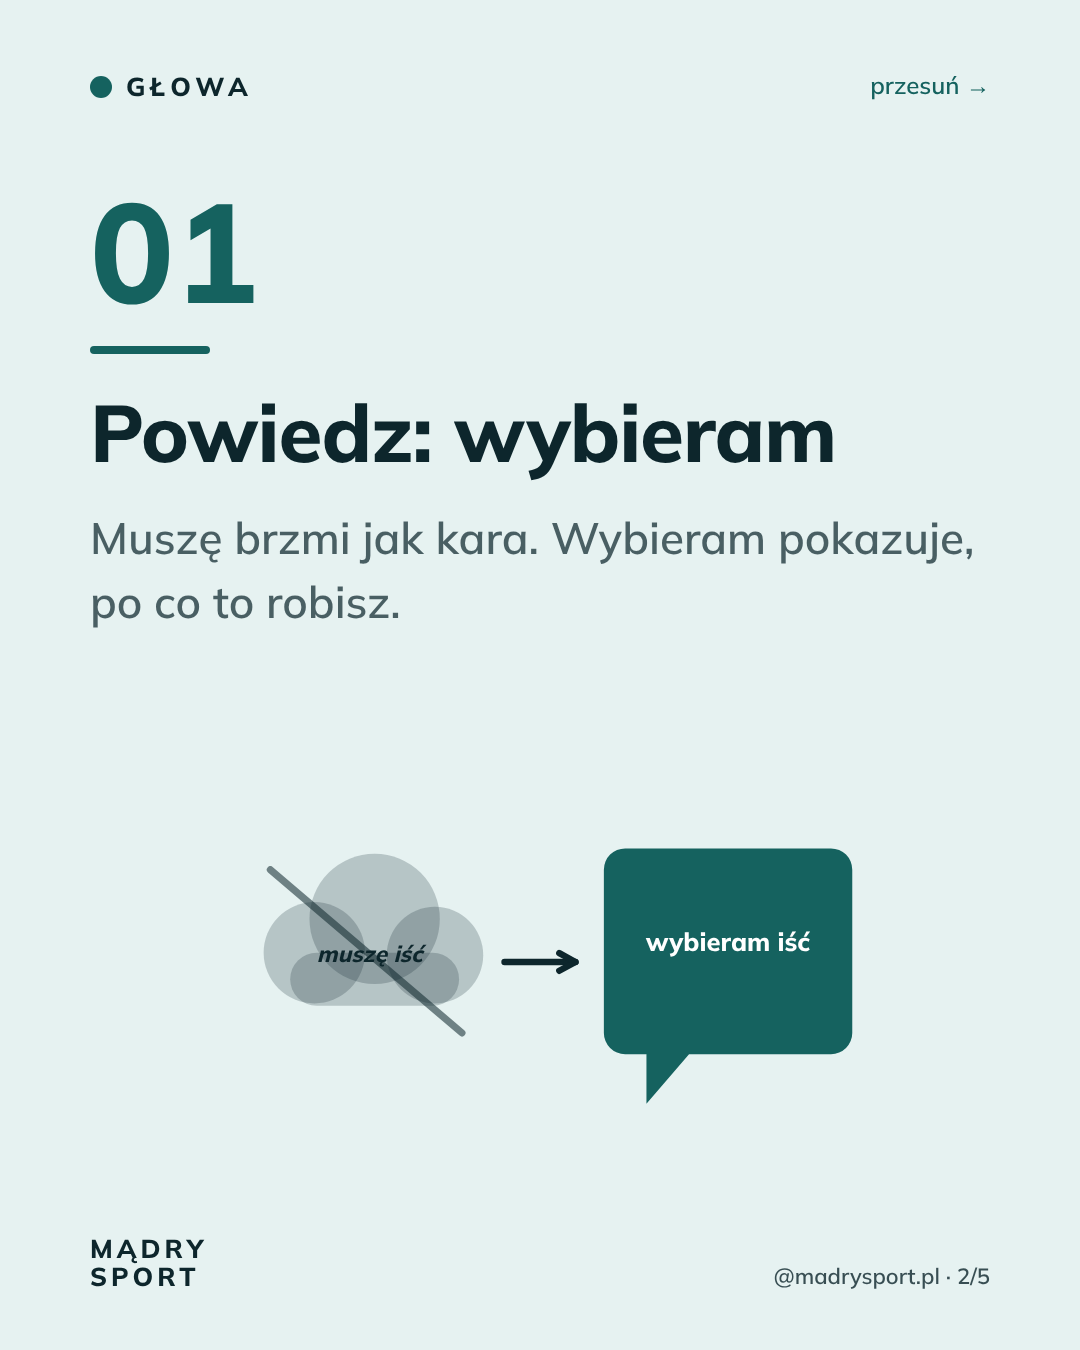 GŁOWA
przesuń →
01
Powiedz: wybieram
Muszę brzmi jak kara. Wybieram pokazuje,
po co to robisz.
muszę iść
wybieram iść
MĄDRY
SPORT
@madrysport.pl · 2/5